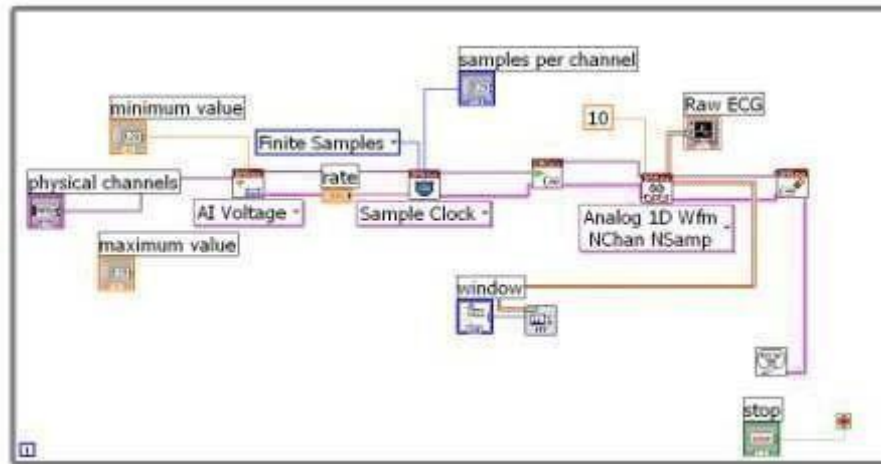 samples per channel
minimum value
10
Raw ECG
Finite Samples
physical channels
rate
AI Voltage
Sample Clock
Analog 1D Wfm
NChan NSamp
maximum value
window
stop
i